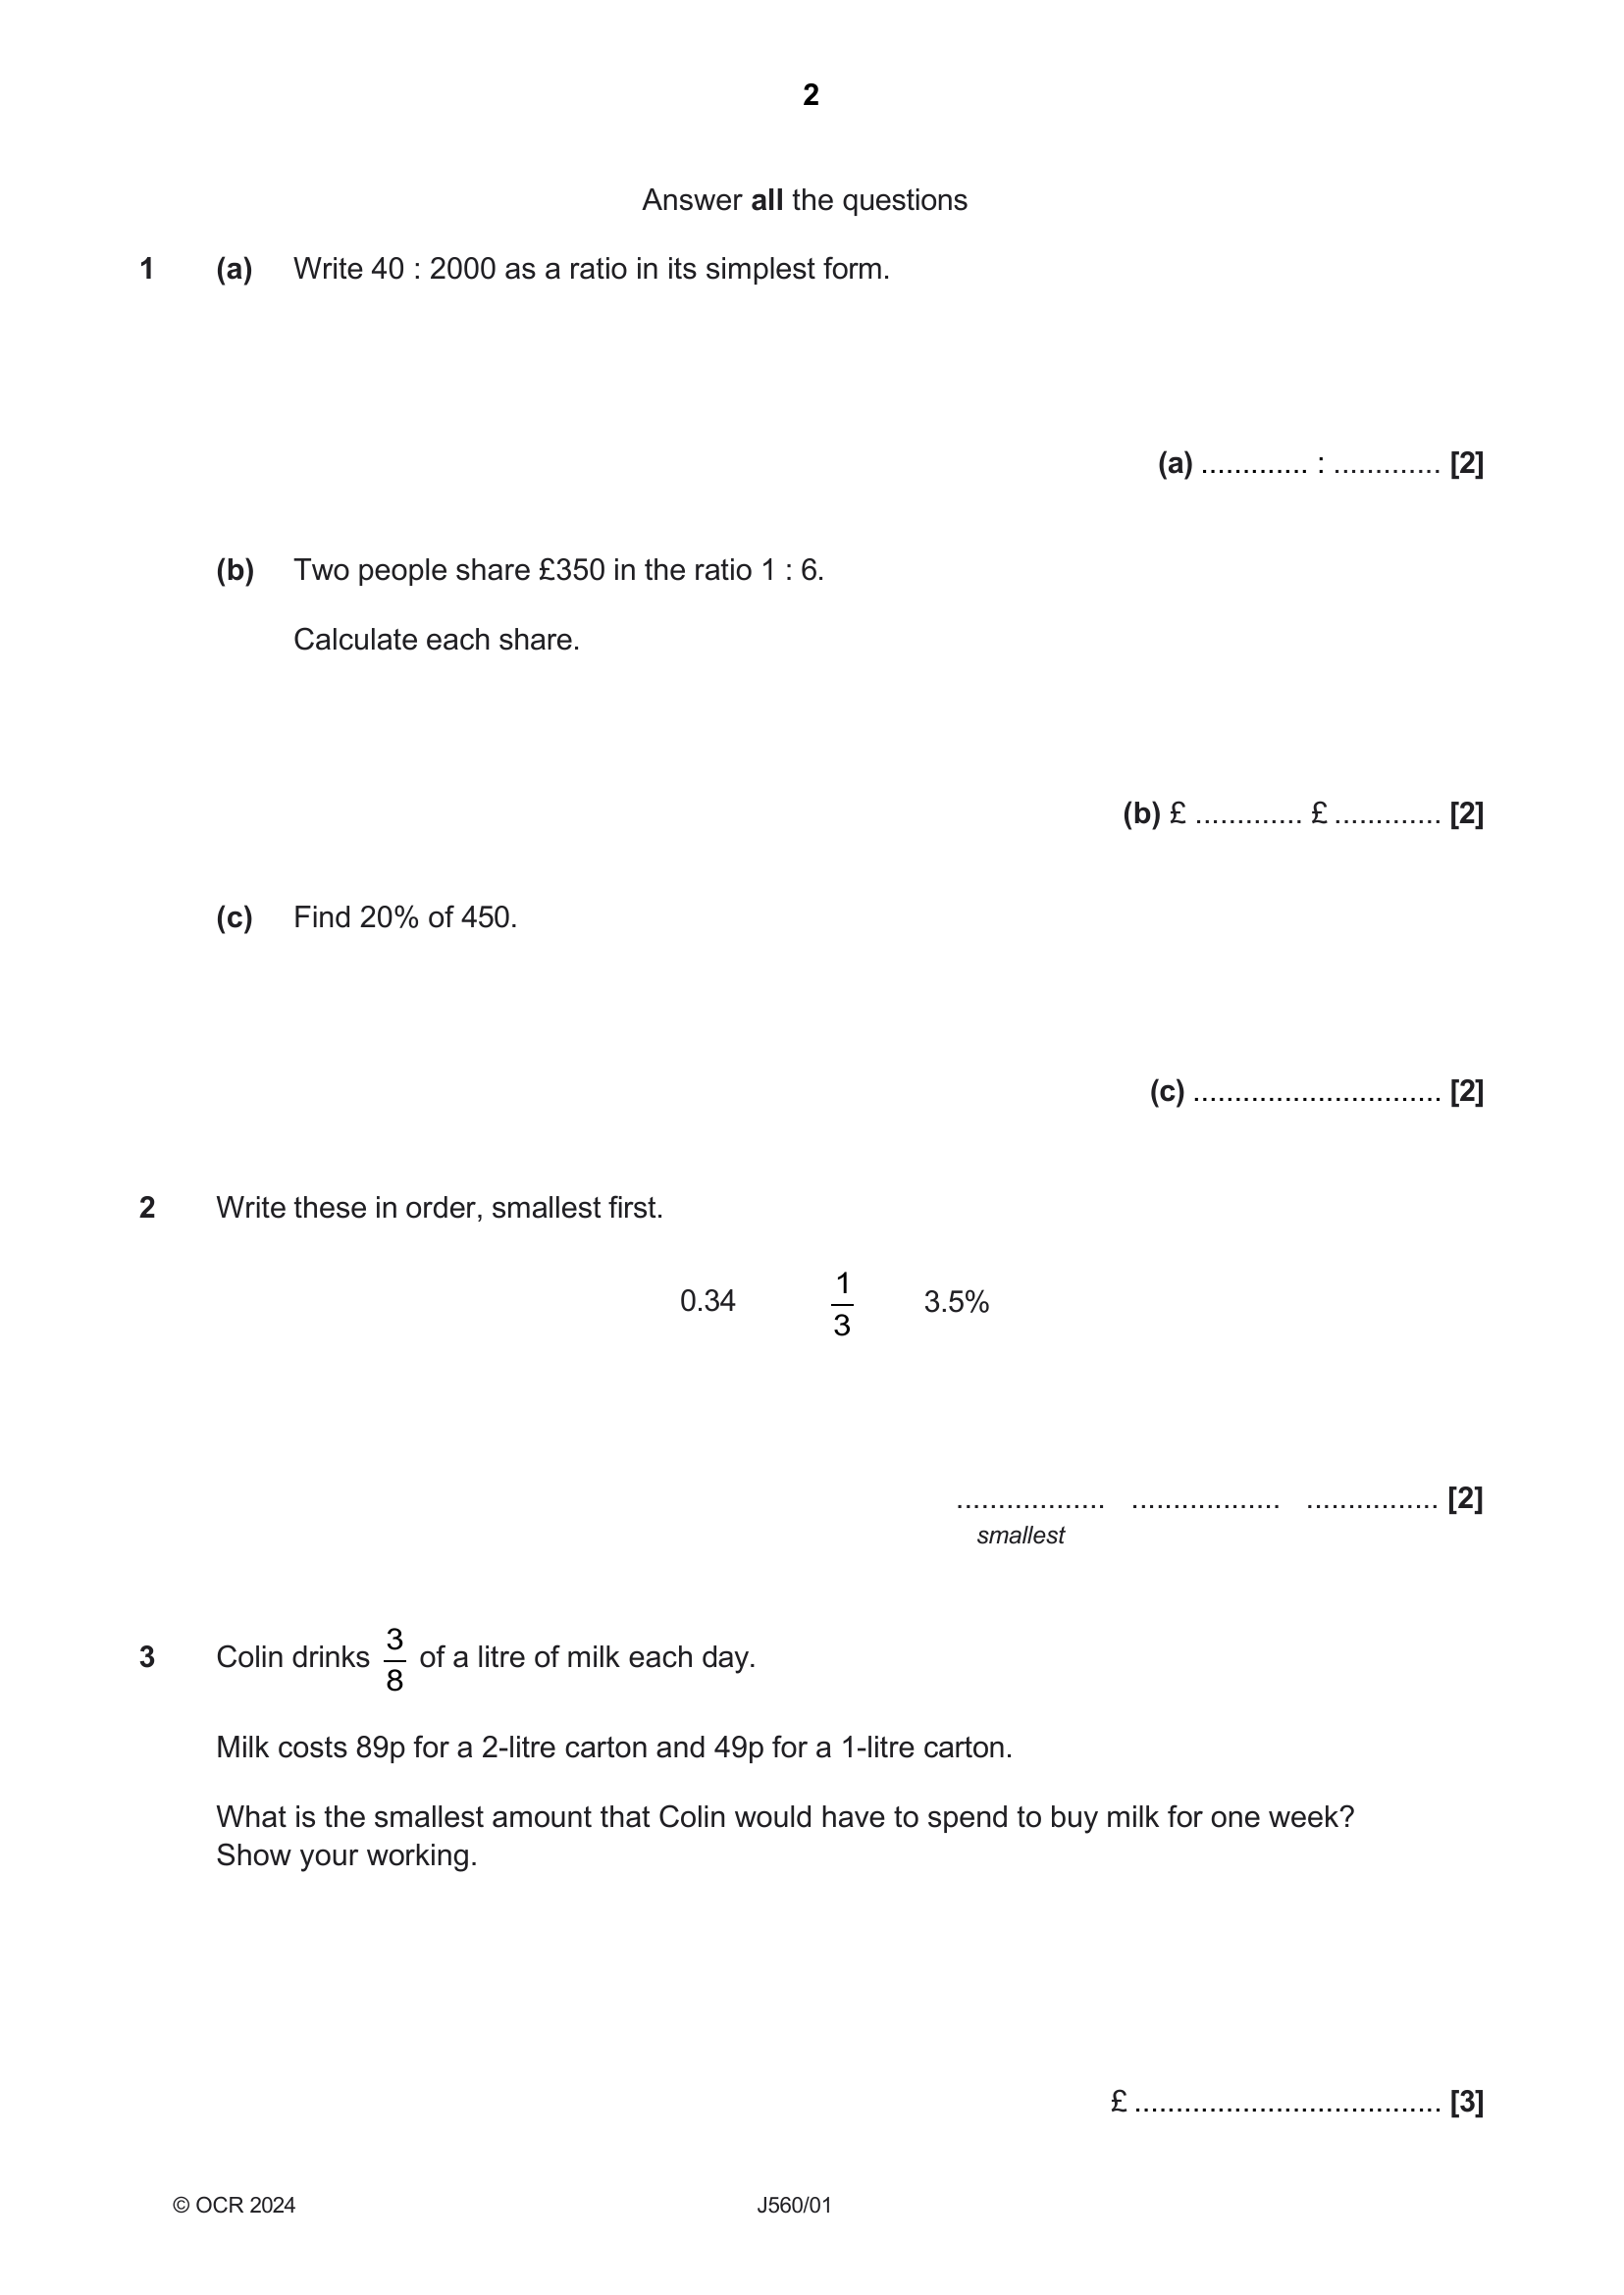 2
Answer all the questions
1 (a) Write 40 : 2000 as a ratio in its simplest form.
(a) ............. : ............. [2]
(b) Two people share £350 in the ratio 1 : 6.
Calculate each share.
(b) £ ............. £ ............. [2]
(c) Find 20% of 450.
(c) .............................. [2]
2 Write these in order, smallest first.
0.34 1/3 3.5%
.................. .................. ................ [2]
smallest
3 Colin drinks 3/8 of a litre of milk each day.
Milk costs 89p for a 2-litre carton and 49p for a 1-litre carton.
What is the smallest amount that Colin would have to spend to buy milk for one week?
Show your working.
£ ..................................... [3]
© OCR 2024 J560/01